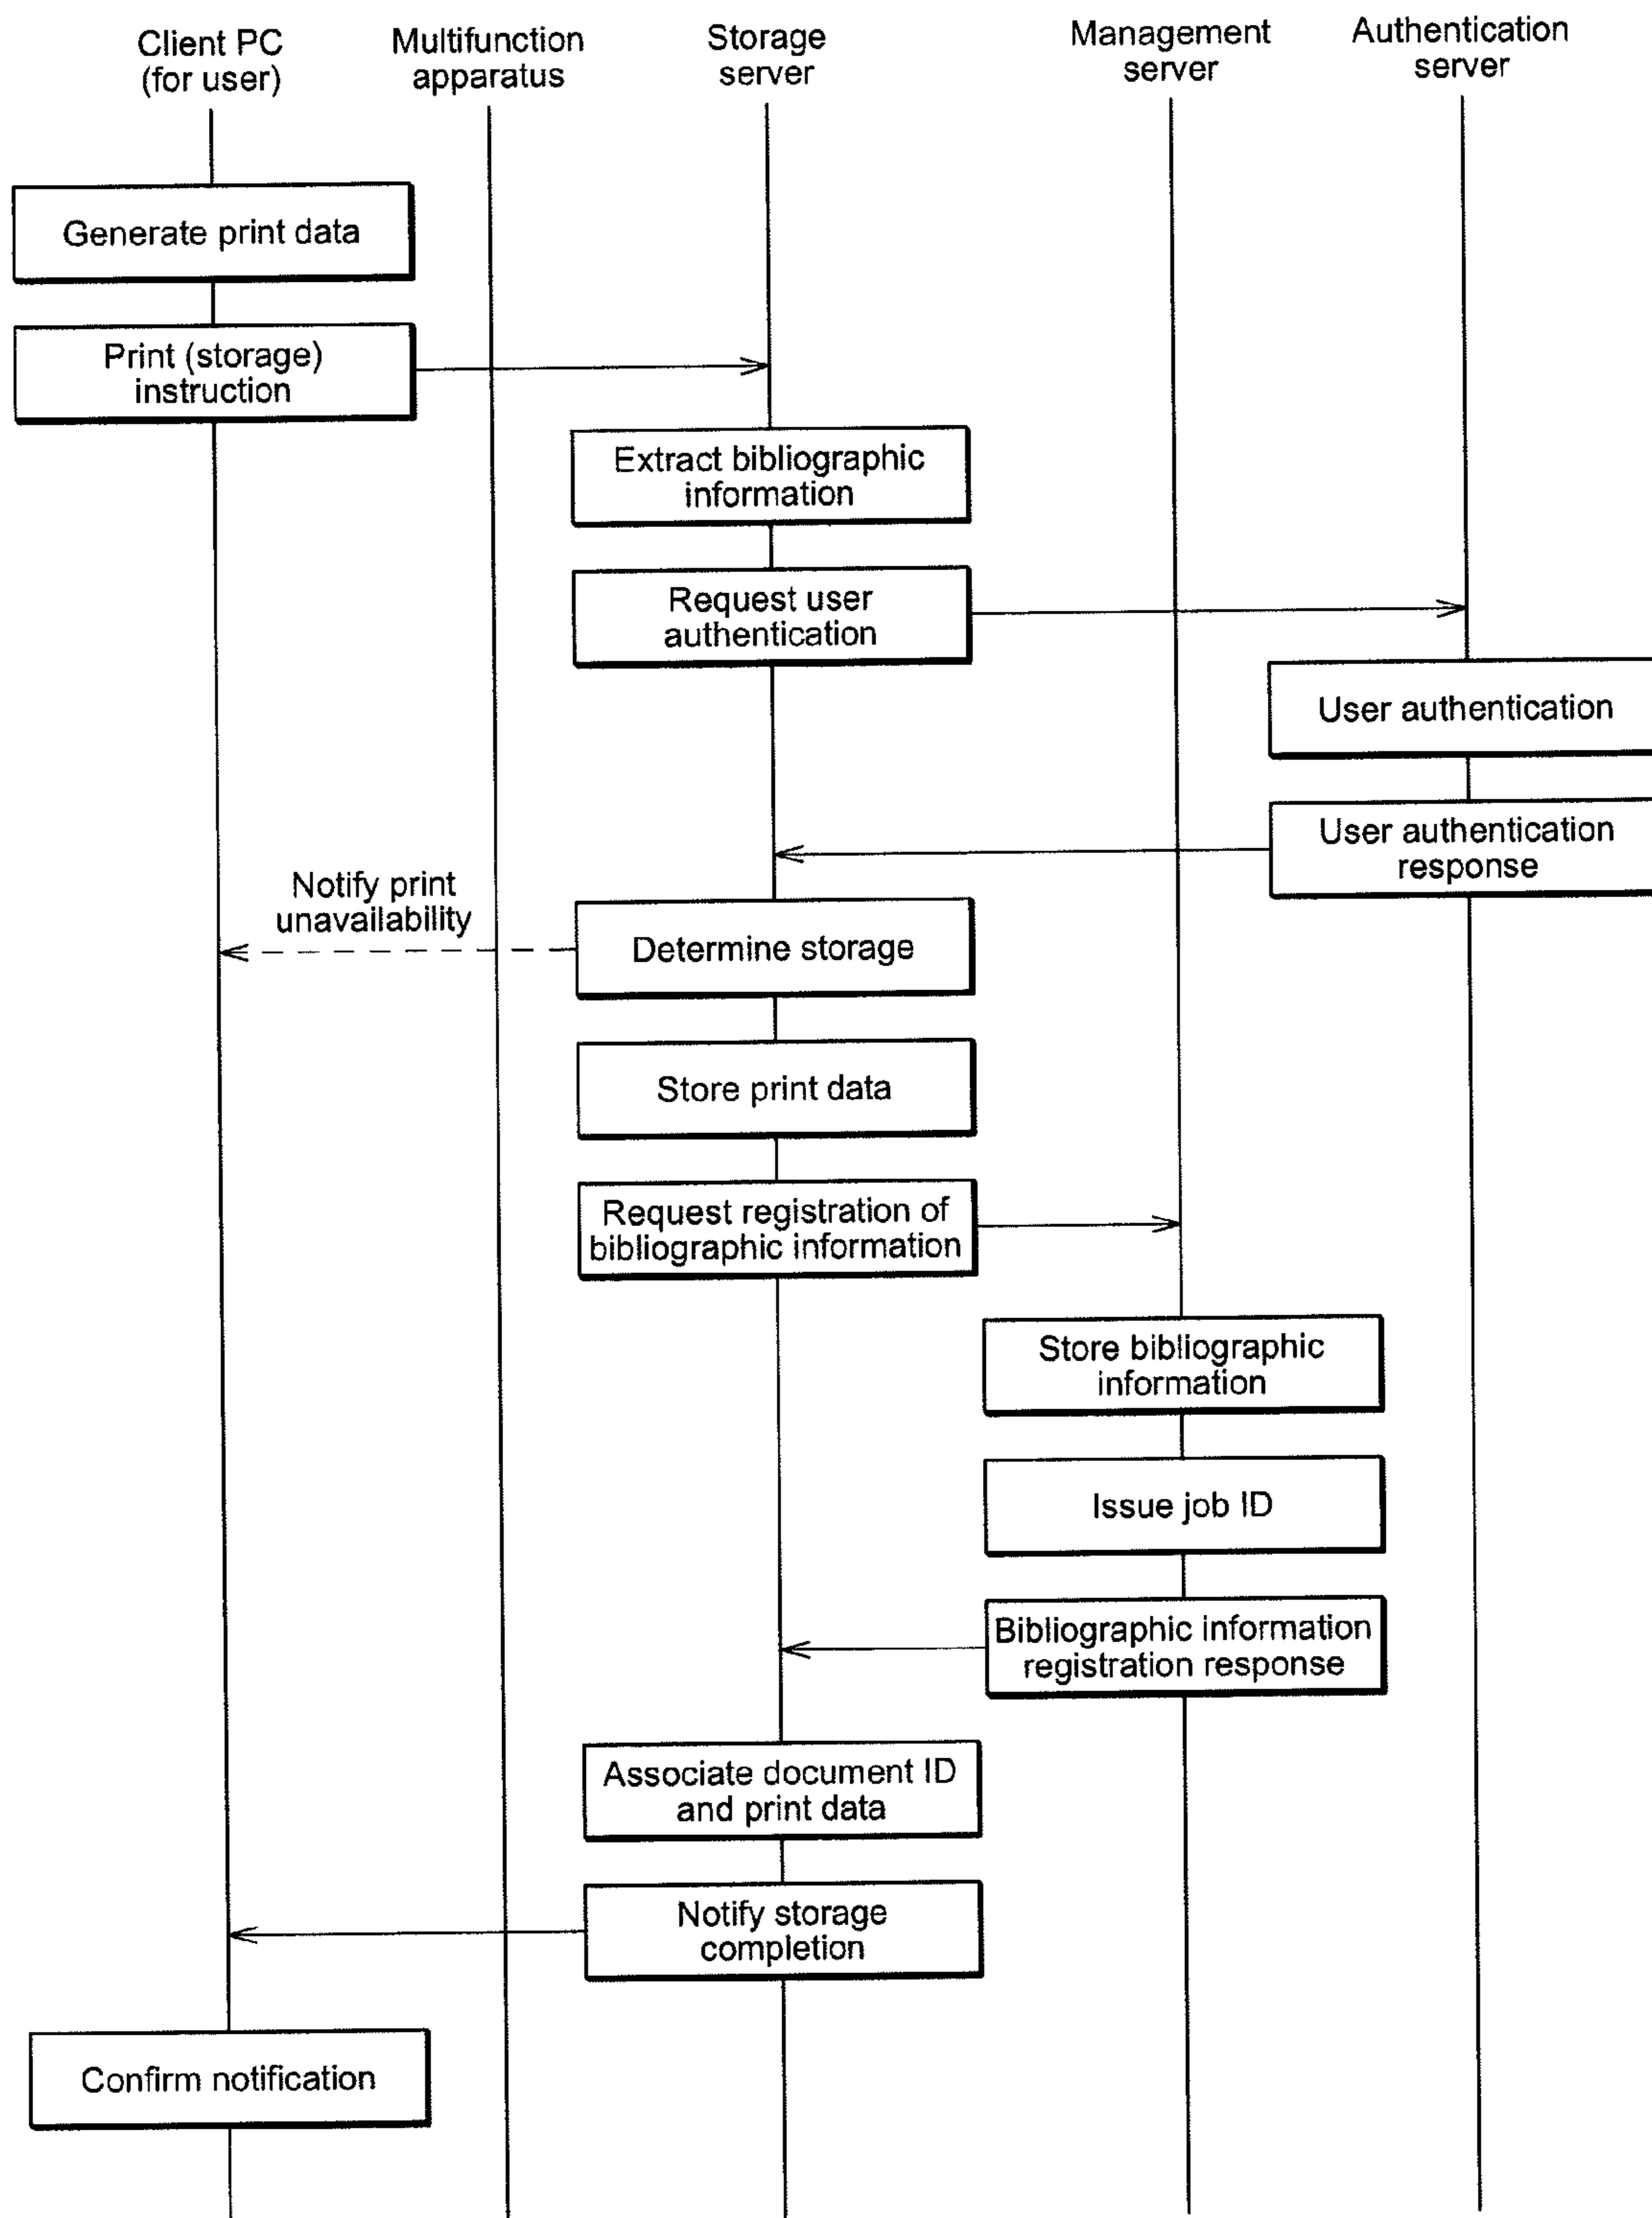 Client PC
(for user)
Multifunction
apparatus
Storage
server
Management
server
Authentication
server
Generate print data
Print (storage)
instruction
Extract bibliographic
information
Request user
authentication
User authentication
User authentication
response
Notify print
unavailability
Determine storage
Store print data
Request registration of
bibliographic information
Store bibliographic
information
Issue job ID
Bibliographic information
registration response
Associate document ID
and print data
Notify storage
completion
Confirm notification